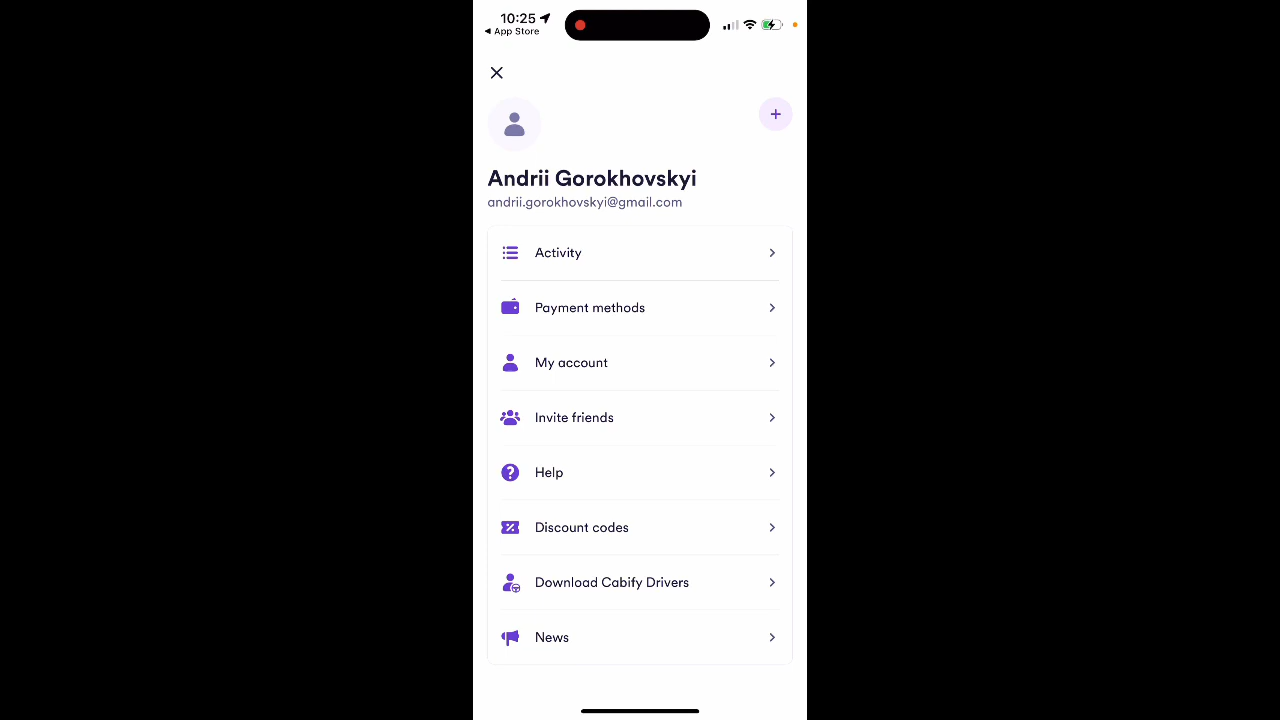 10:25
App Store
Andrii Gorokhovskyi
andrii.gorokhovskyi@gmail.com
Activity
Payment methods
My account
Invite friends
Help
Discount codes
Download Cabify Drivers
News